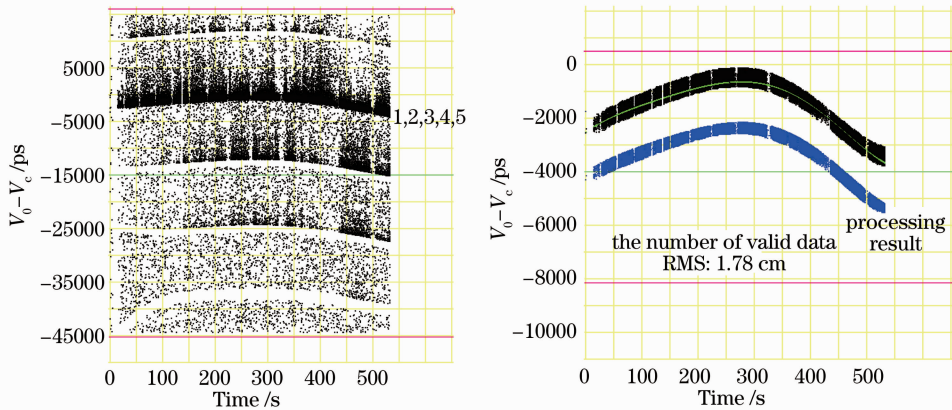 V₀−Vc /ps
5000
−5000
−15000
−25000
−35000
−45000
1,2,3,4,5
0 100 200 300 400 500
Time /s
V₀−Vc /ps
0
−2000
−4000
−6000
−8000
−10000
the number of valid data
RMS: 1.78 cm
processing
result
0 100 200 300 400 500
Time /s